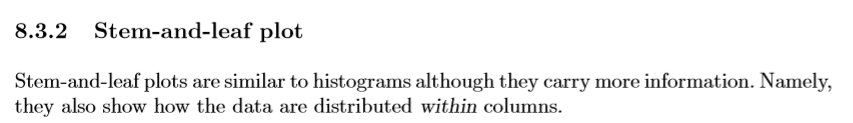 8.3.2 Stem-and-leaf plot
Stem-and-leaf plots are similar to histograms although they carry more information. Namely,
they also show how the data are distributed within columns.